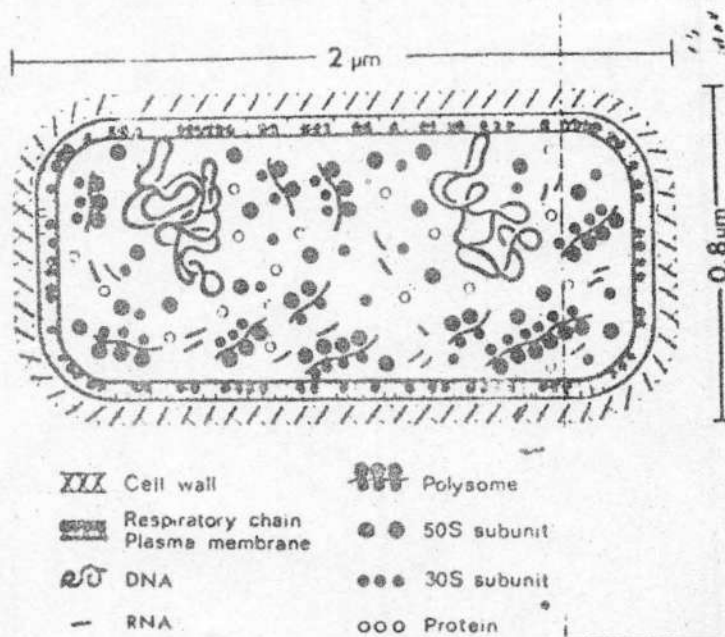 2 µm
0.8 µm
XXX Cell wall
Respiratory chain
Plasma membrane
DNA
RNA
Polysome
50S subunit
30S subunit
Protein